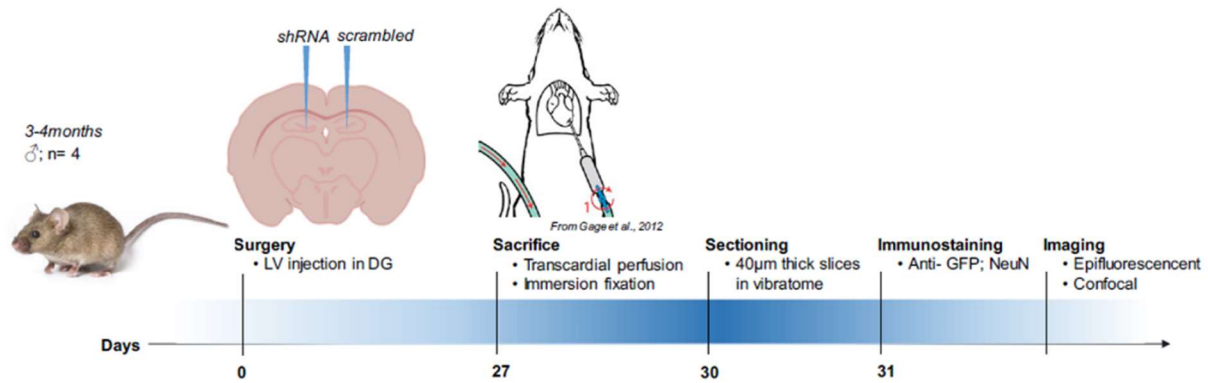 shRNA scrambled
3-4months
♂; n= 4
1
From Gage et al., 2012
Surgery
• LV injection in DG
Sacrifice
• Transcardial perfusion
• Immersion fixation
Sectioning
• 40μm thick slices
in vibratome
Immunostaining
• Anti- GFP; NeuN
Imaging
• Epifluorescencent
• Confocal
Days
0
27
30
31